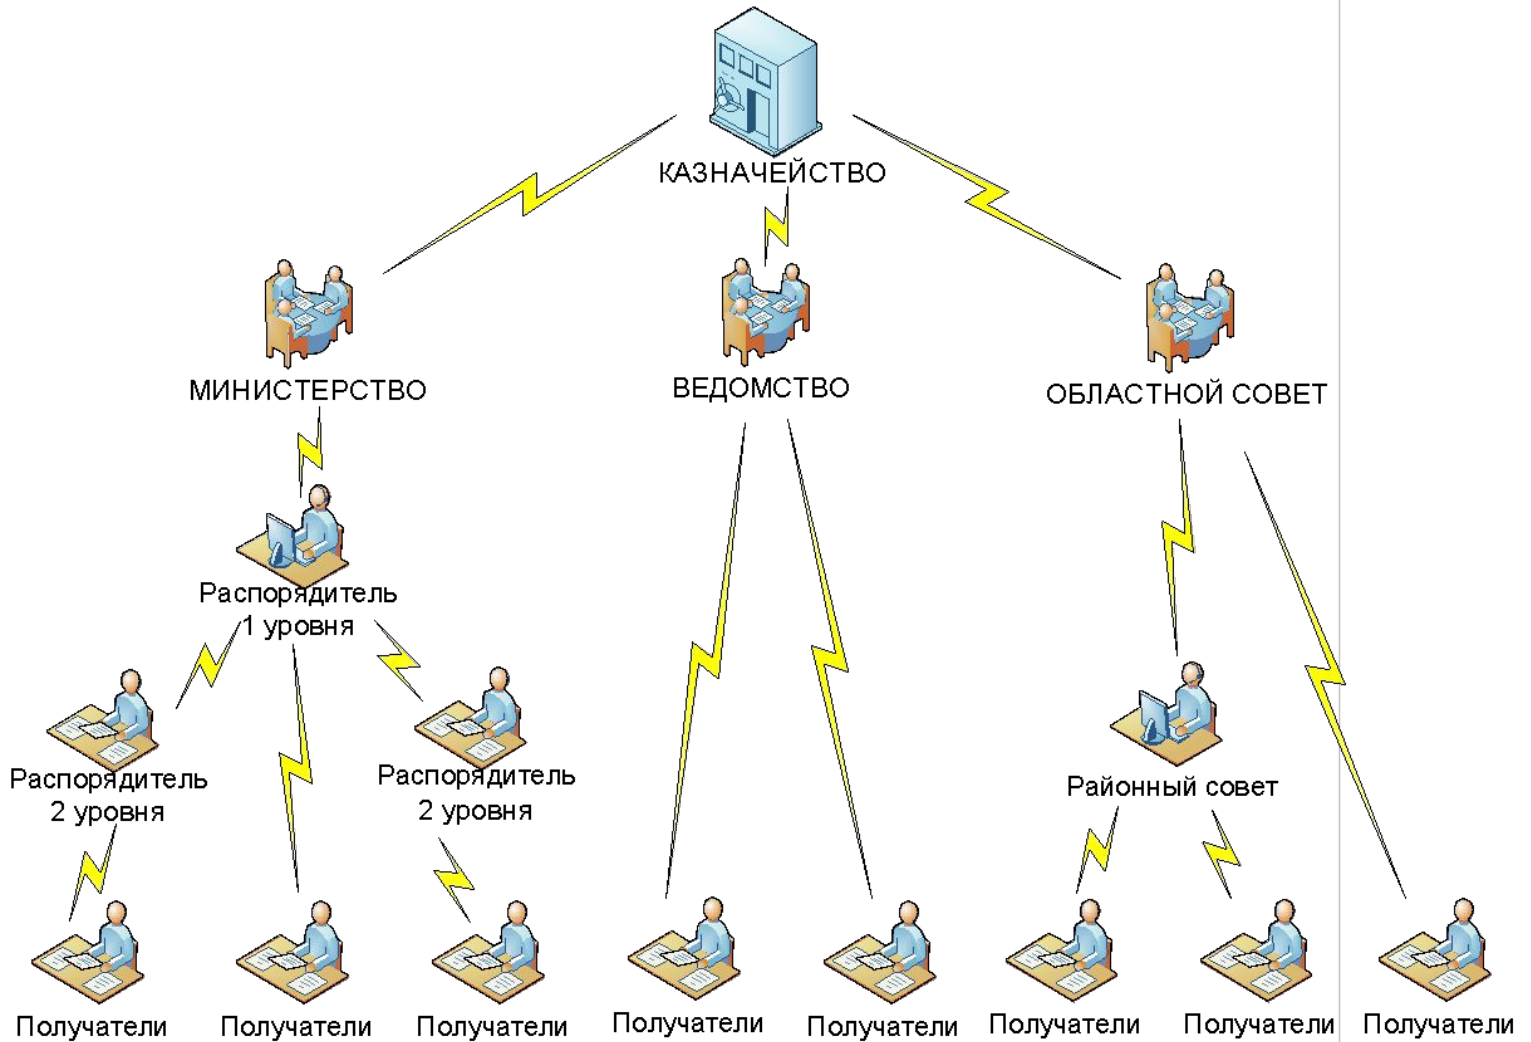 КАЗНАЧЕЙСТВО
МИНИСТЕРСТВО
ВЕДОМСТВО
ОБЛАСТНОЙ СОВЕТ
Распорядитель
1 уровня
Распорядитель
2 уровня
Распорядитель
2 уровня
Районный совет
Получатели
Получатели
Получатели
Получатели
Получатели
Получатели
Получатели
Получатели